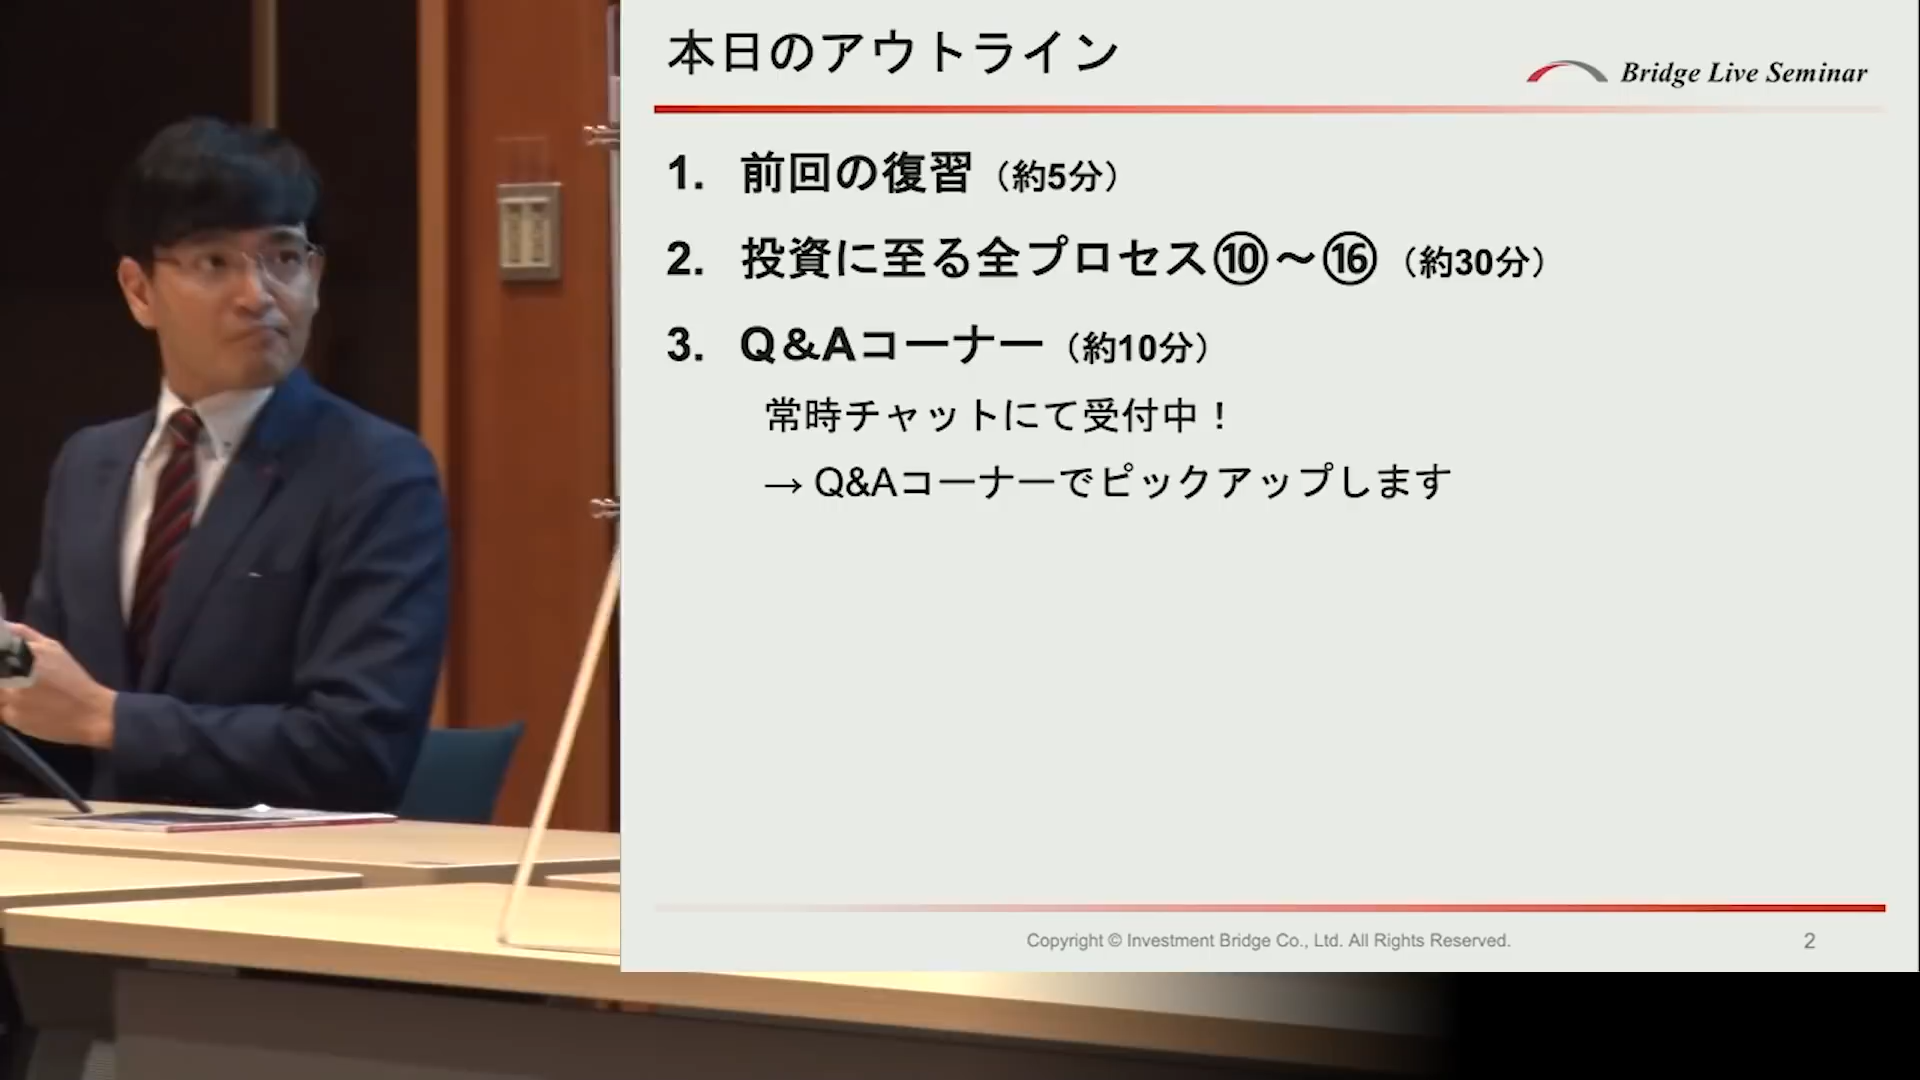 本日のアウトライン
Bridge Live Seminar
1. 前回の復習（約5分）
2. 投資に至る全プロセス⑩～⑯（約30分）
3. Q＆Aコーナー（約10分）
常時チャットにて受付中！
→ Q&Aコーナーでピックアップします
Copyright © Investment Bridge Co., Ltd. All Rights Reserved.
2